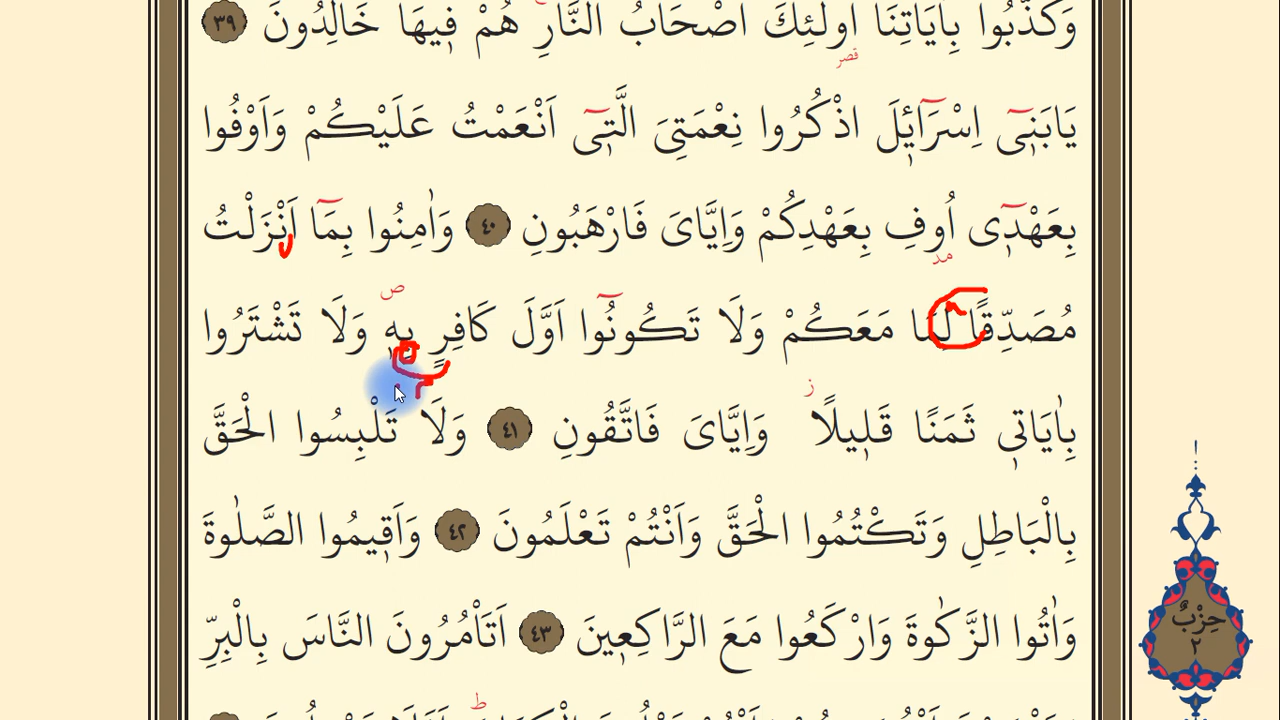 وَكَذَّبُوا بِاٰيَاتِنَا اُولٰئِكَ اَصْحَابُ النَّارِ هُمْ فِيهَا خَالِدُونَ ٣٩
قصر
يَابَنِىٓ اِسْرَٓائِلَ اذْكُرُوا نِعْمَتِىَ الَّتِىٓ اَنْعَمْتُ عَلَيْكُمْ وَاَوْفُوا
بِعَهْدِىٓ اُوفِ بِعَهْدِكُمْ وَاِيَّاىَ فَارْهَبُونِ ٤٠ وَاٰمِنُوا بِمَٓا اَنْزَلْتُ
مد
ص
مُصَدِّقًا لِمَا مَعَكُمْ وَلَا تَكُونُٓوا اَوَّلَ كَافِرٍ بِهِ وَلَا تَشْتَرُوا
ز
بِاٰيَاتِى ثَمَنًا قَلِيلًا وَاِيَّاىَ فَاتَّقُونِ ٤١ وَلَا تَلْبِسُوا الْحَقَّ
بِالْبَاطِلِ وَتَكْتُمُوا الْحَقَّ وَاَنْتُمْ تَعْلَمُونَ ٤٢ وَاَقِيمُوا الصَّلٰوةَ
وَاٰتُوا الزَّكٰوةَ وَارْكَعُوا مَعَ الرَّاكِعِينَ ٤٣ اَتَاْمُرُونَ النَّاسَ بِالْبِرِّ
ط
حِزْبٌ
٢